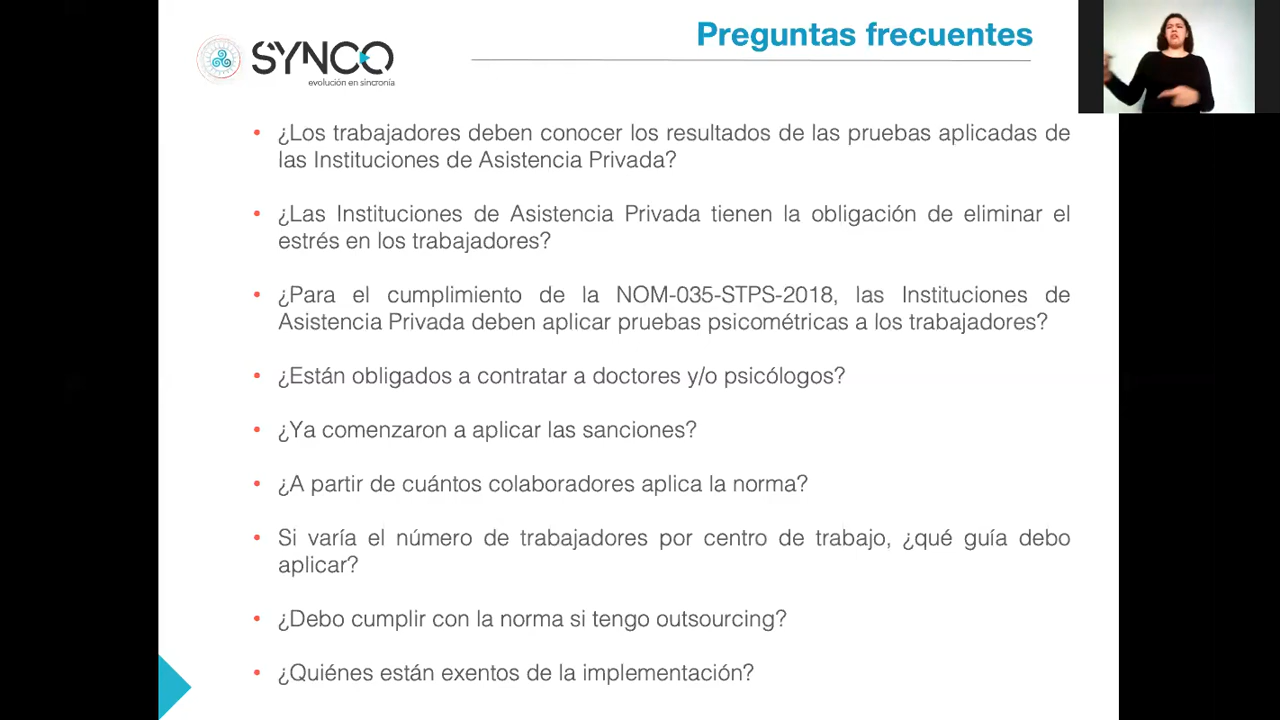 Preguntas frecuentes
SYNCO
evolución en sincronía
• ¿Los trabajadores deben conocer los resultados de las pruebas aplicadas de
las Instituciones de Asistencia Privada?
• ¿Las Instituciones de Asistencia Privada tienen la obligación de eliminar el
estrés en los trabajadores?
• ¿Para el cumplimiento de la NOM-035-STPS-2018, las Instituciones de
Asistencia Privada deben aplicar pruebas psicométricas a los trabajadores?
• ¿Están obligados a contratar a doctores y/o psicólogos?
• ¿Ya comenzaron a aplicar las sanciones?
• ¿A partir de cuántos colaboradores aplica la norma?
• Si varía el número de trabajadores por centro de trabajo, ¿qué guía debo
aplicar?
• ¿Debo cumplir con la norma si tengo outsourcing?
• ¿Quiénes están exentos de la implementación?